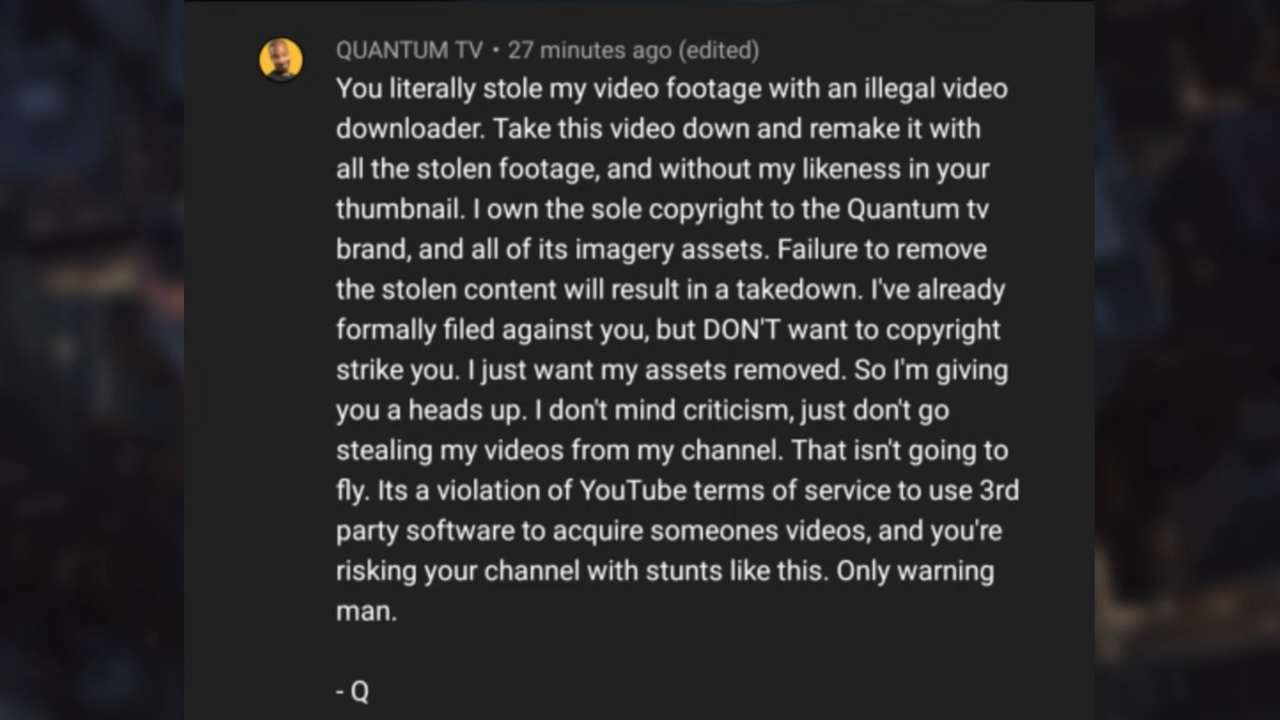 QUANTUM TV • 27 minutes ago (edited)
You literally stole my video footage with an illegal video
downloader. Take this video down and remake it with
all the stolen footage, and without my likeness in your
thumbnail. I own the sole copyright to the Quantum tv
brand, and all of its imagery assets. Failure to remove
the stolen content will result in a takedown. I've already
formally filed against you, but DON'T want to copyright
strike you. I just want my assets removed. So I'm giving
you a heads up. I don't mind criticism, just don't go
stealing my videos from my channel. That isn't going to
fly. Its a violation of YouTube terms of service to use 3rd
party software to acquire someones videos, and you're
risking your channel with stunts like this. Only warning
man.
- Q